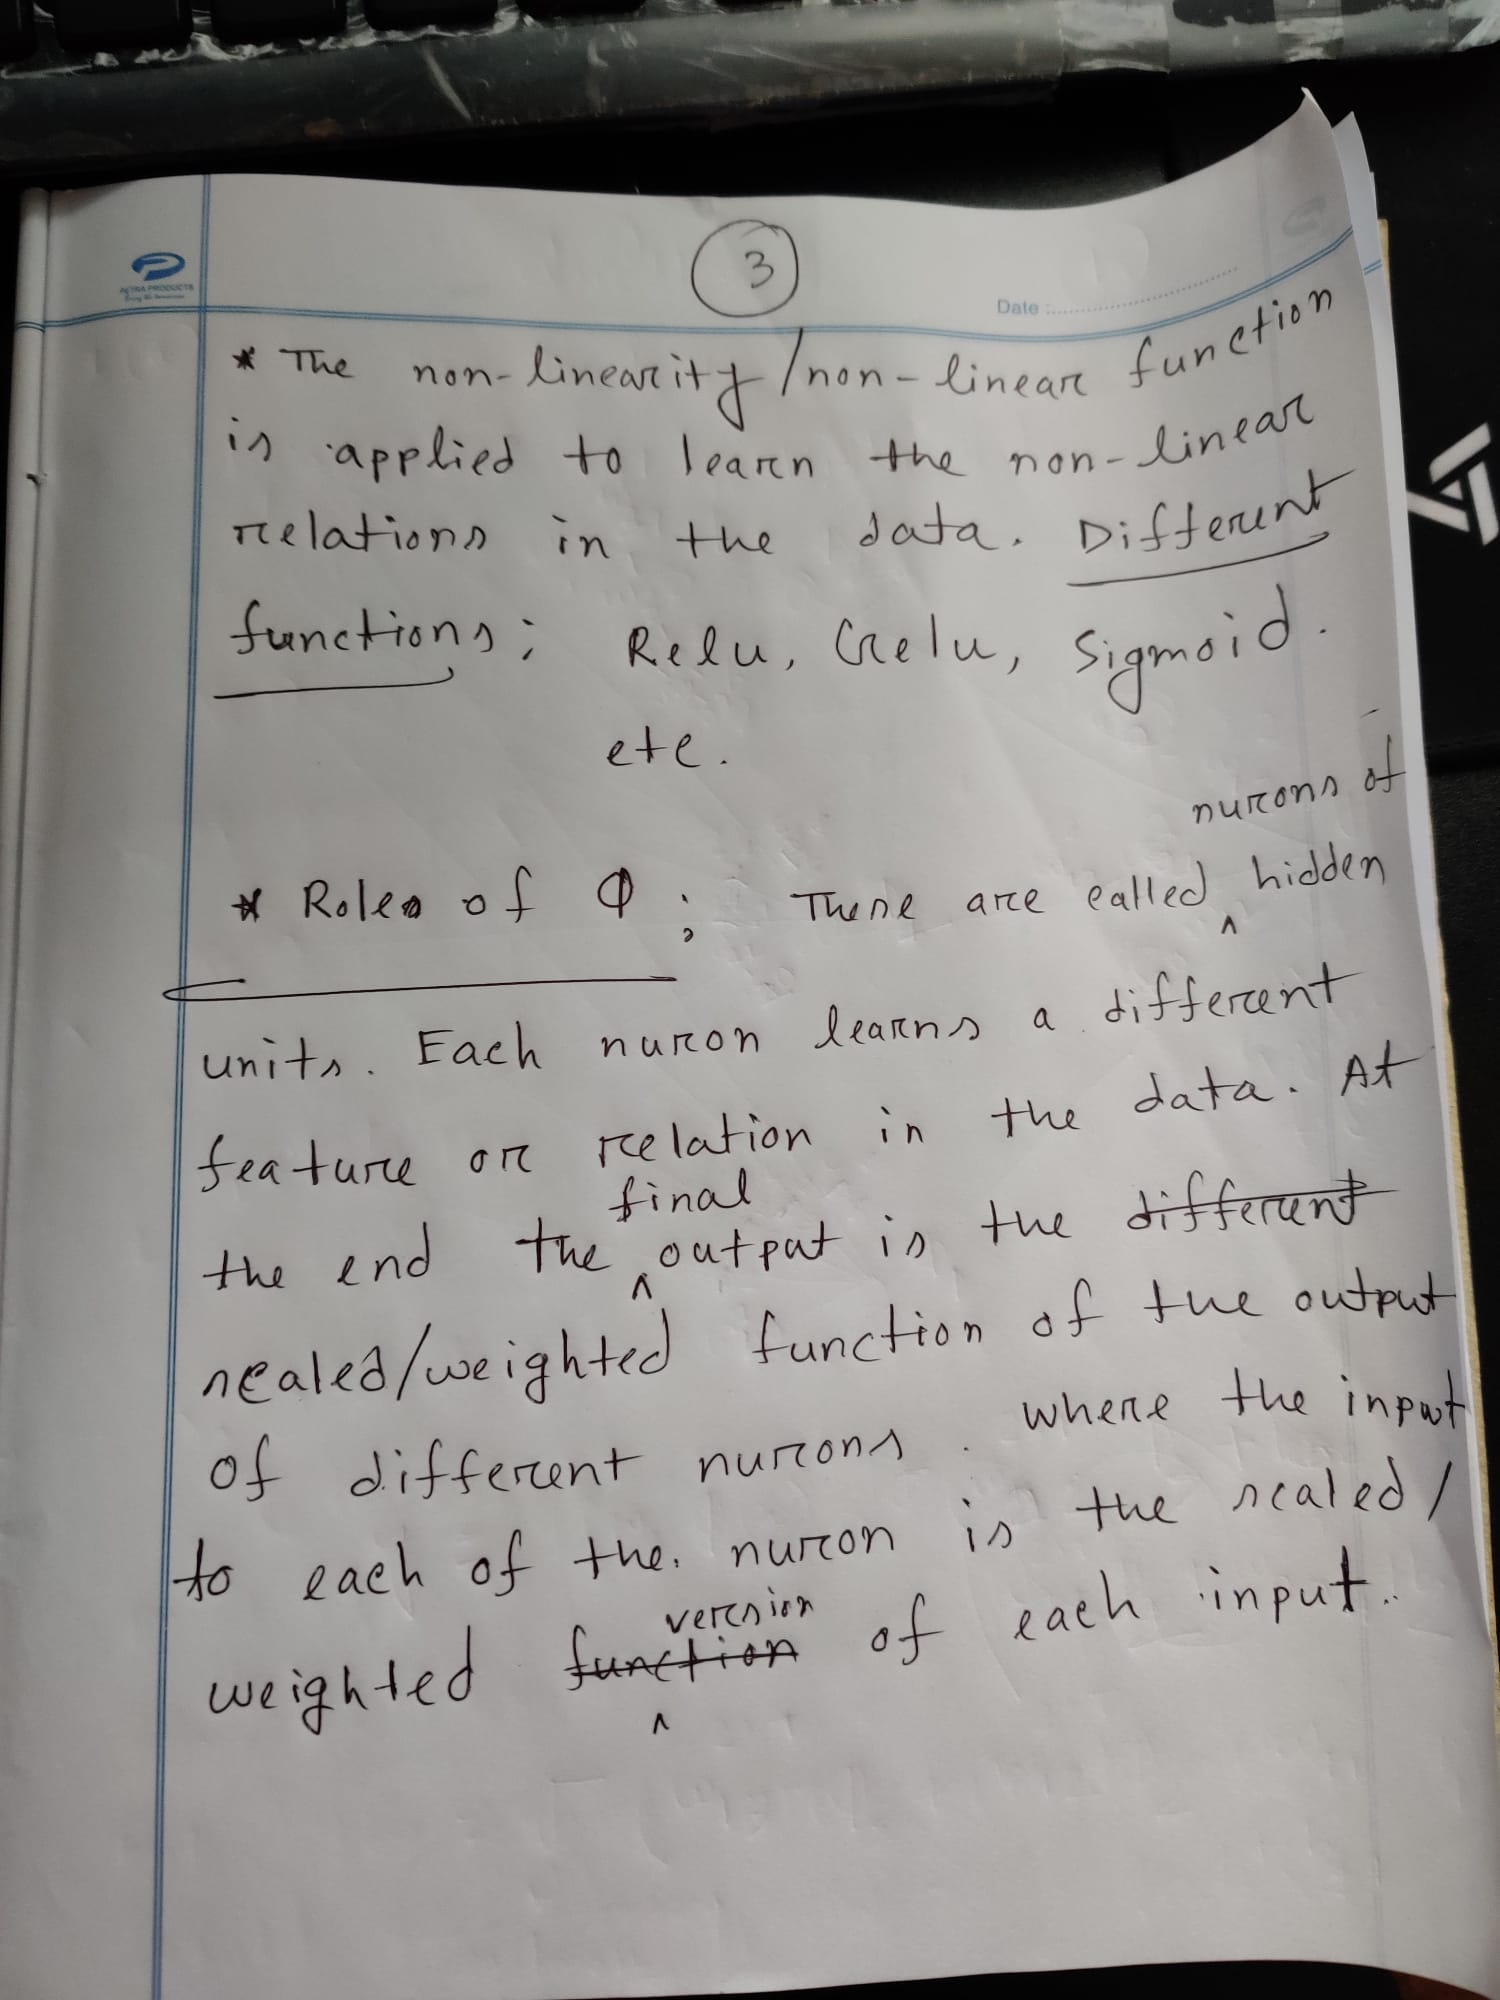 3
PETRA PRODUCTS
Date :
* The non-linearity/non-linear function
is applied to learn the non-linear
relations in the data. Different
functions; Relu, Gelu, Sigmoid.
etc.
nurons of
* Roles of Φ ; These are called ^ hidden
units. Each nuron learns a different
feature or relation in the data. At
final
the end the ^ output is the different
scaled/weighted function of the output
of different nurons. where the input
to each of the nuron is the scaled/
version
weighted function of each input.
^